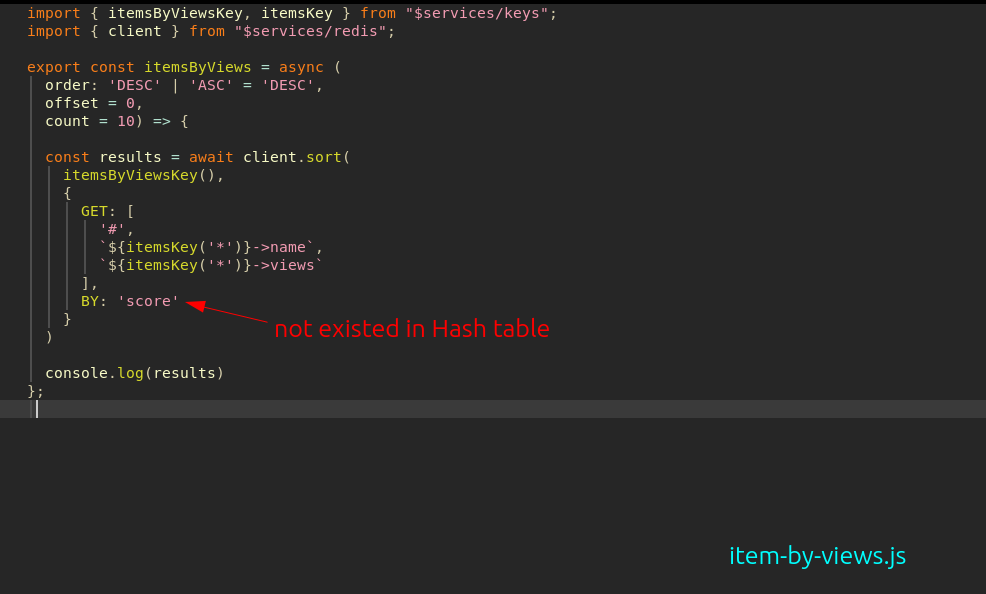 import { itemsByViewsKey, itemsKey } from "$services/keys";
import { client } from "$services/redis";
export const itemsByViews = async (
order: 'DESC' | 'ASC' = 'DESC',
offset = 0,
count = 10) => {
const results = await client.sort(
itemsByViewsKey(),
{
GET: [
'#',
`${itemsKey('*')}->name`,
`${itemsKey('*')}->views`
],
BY: 'score'
not existed in Hash table
}
)
console.log(results)
};
item-by-views.js